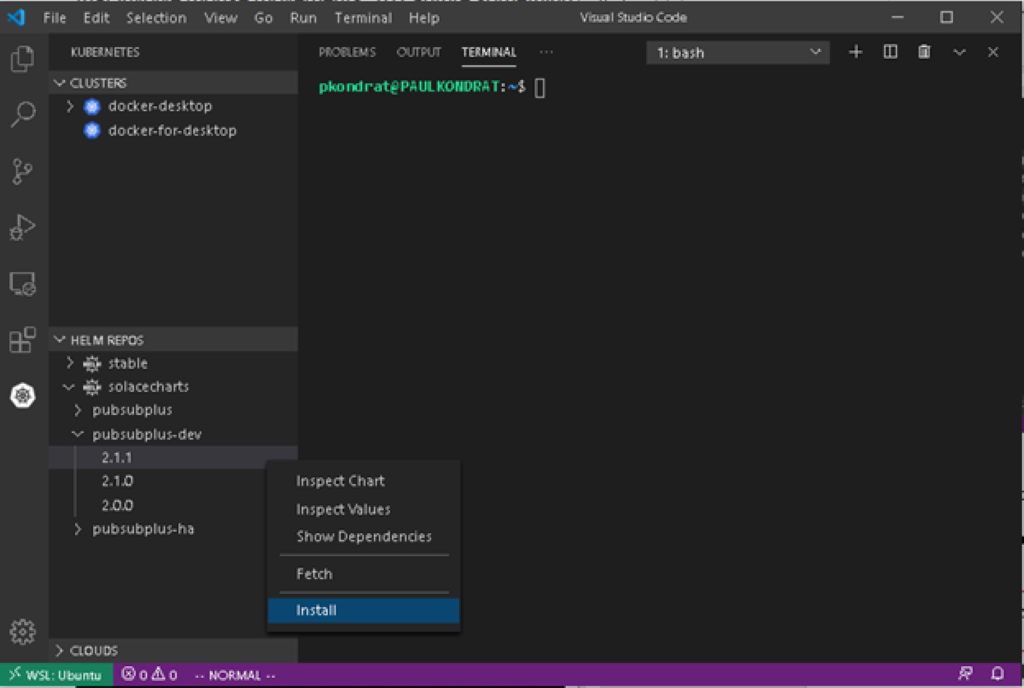 File Edit Selection View Go Run Terminal Help Visual Studio Code
KUBERNETES
CLUSTERS
docker-desktop
docker-for-desktop
HELM REPOS
stable
solacecharts
pubsubplus
pubsubplus-dev
2.1.1
2.1.0
2.0.0
pubsubplus-ha
CLOUDS
PROBLEMS OUTPUT TERMINAL ··· 1: bash
pkondrat@PAULKONDRAT:~$
Inspect Chart
Inspect Values
Show Dependencies
Fetch
Install
WSL: Ubuntu 0 0 -- NORMAL --